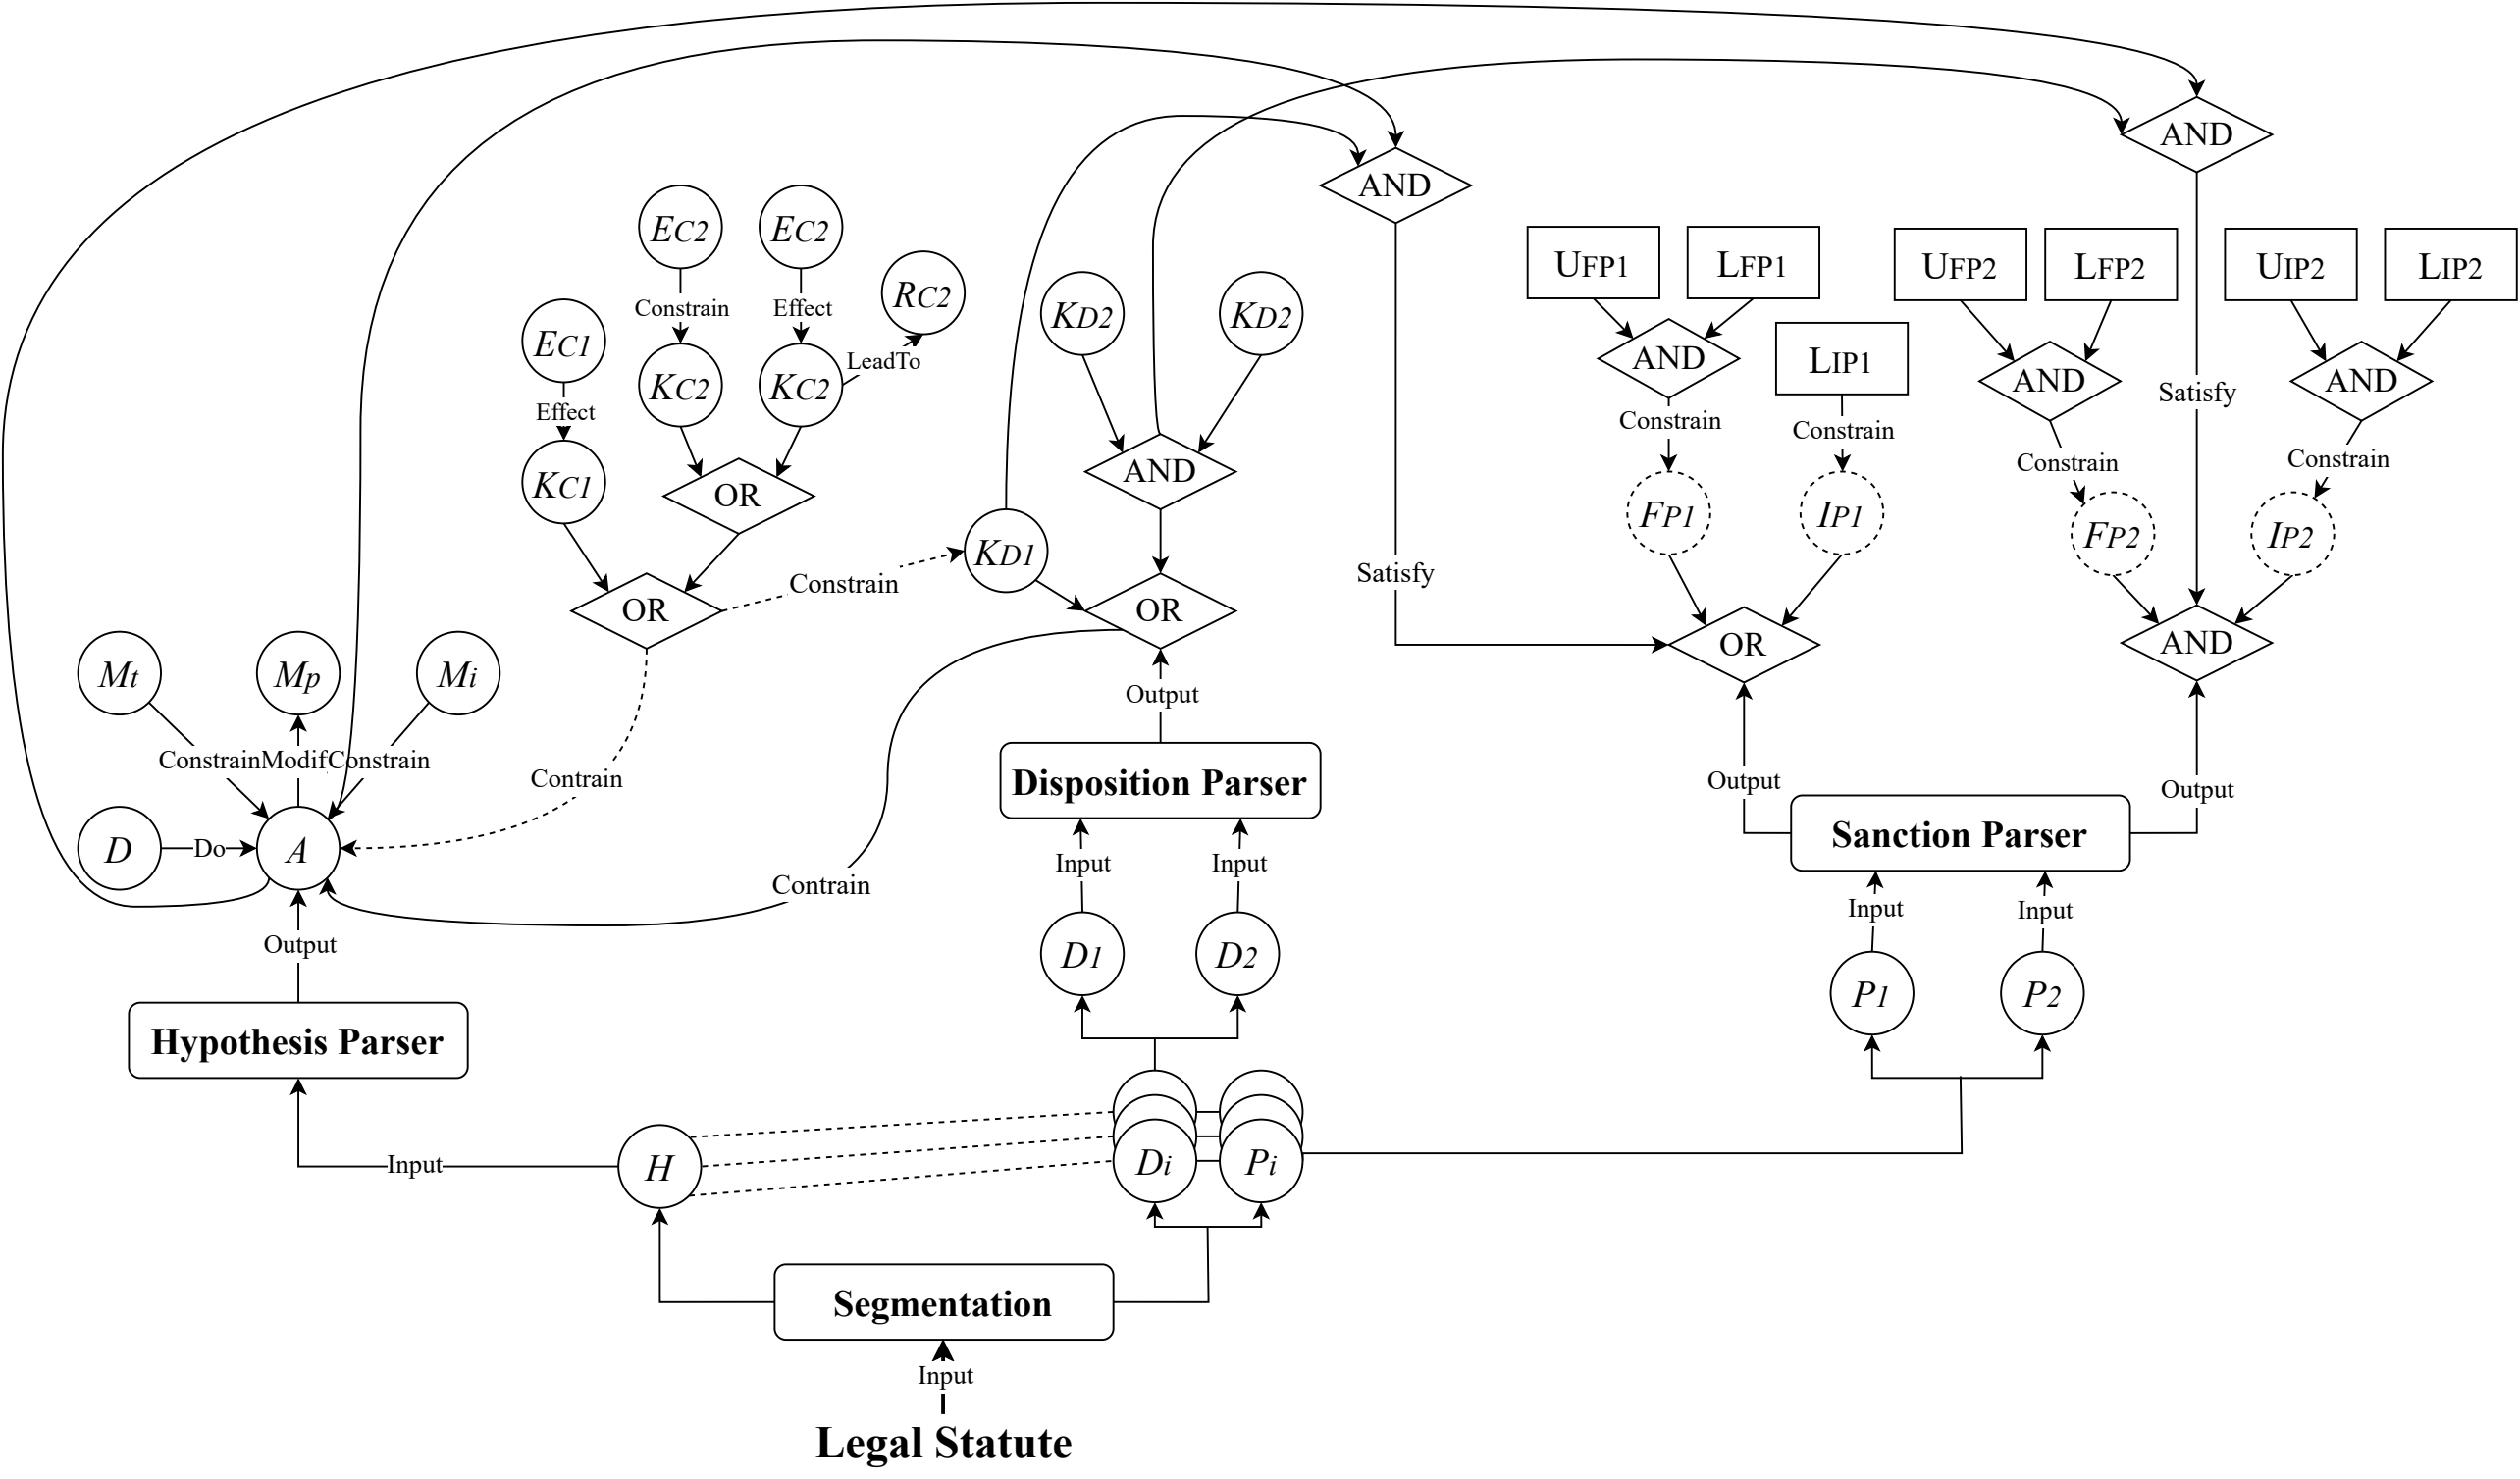 AND
AND
EC2
EC2
RC2
UFP1
LFP1
UFP2
LFP2
UIP2
LIP2
Constrain
Effect
EC1
KD2
KD2
AND
LIP1
AND
AND
LeadTo
KC2
KC2
Satisfy
Effect
Constrain
Constrain
KC1
OR
AND
Constrain
Constrain
FP1
IP1
FP2
IP2
KD1
Constrain
Satisfy
OR
OR
OR
AND
Mt
Mp
Mi
Output
Constrain
Modif
Constrain
Contrain
Disposition Parser
Output
Output
D
Do
A
Sanction Parser
Input
Input
Contrain
Input
Input
Output
D1
D2
P1
P2
Hypothesis Parser
Input
H
Di
Pi
Segmentation
Input
Legal Statute